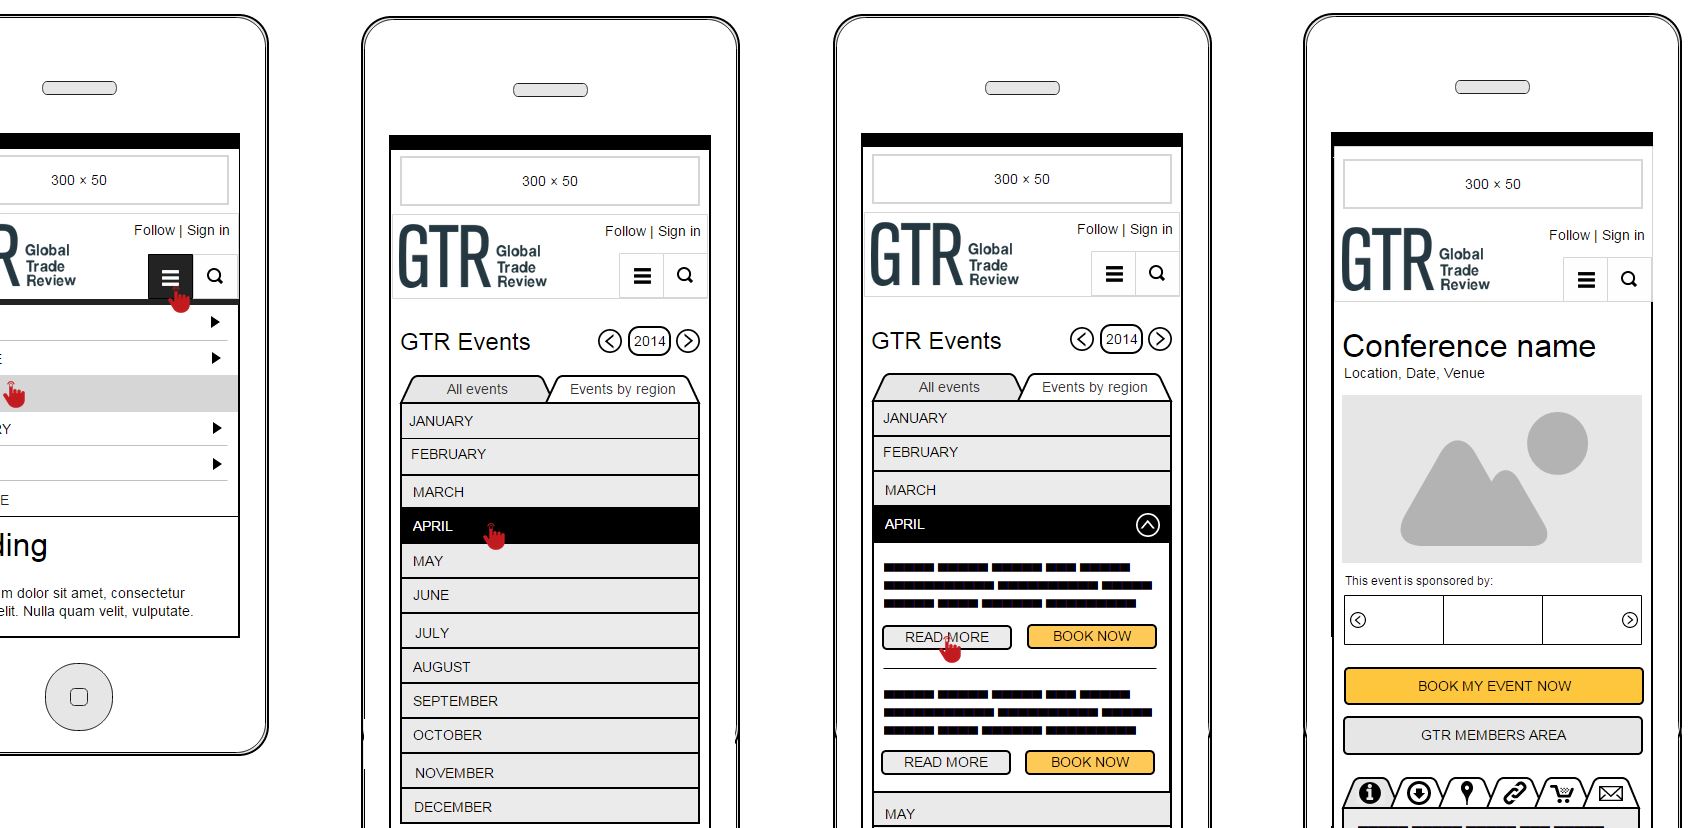 300 × 50
Follow | Sign in
R Global
Trade
Review
E
RY
E
ding
m dolor sit amet, consectetur
elit. Nulla quam velit, vulputate.
300 × 50
Follow | Sign in
GTR Global
Trade
Review
GTR Events
2014
All events
Events by region
JANUARY
FEBRUARY
MARCH
APRIL
MAY
JUNE
JULY
AUGUST
SEPTEMBER
OCTOBER
NOVEMBER
DECEMBER
300 × 50
Follow | Sign in
GTR Global
Trade
Review
GTR Events
2014
All events
Events by region
JANUARY
FEBRUARY
MARCH
APRIL
READ MORE
BOOK NOW
READ MORE
BOOK NOW
MAY
300 × 50
Follow | Sign in
GTR Global
Trade
Review
Conference name
Location, Date, Venue
This event is sponsored by:
BOOK MY EVENT NOW
GTR MEMBERS AREA